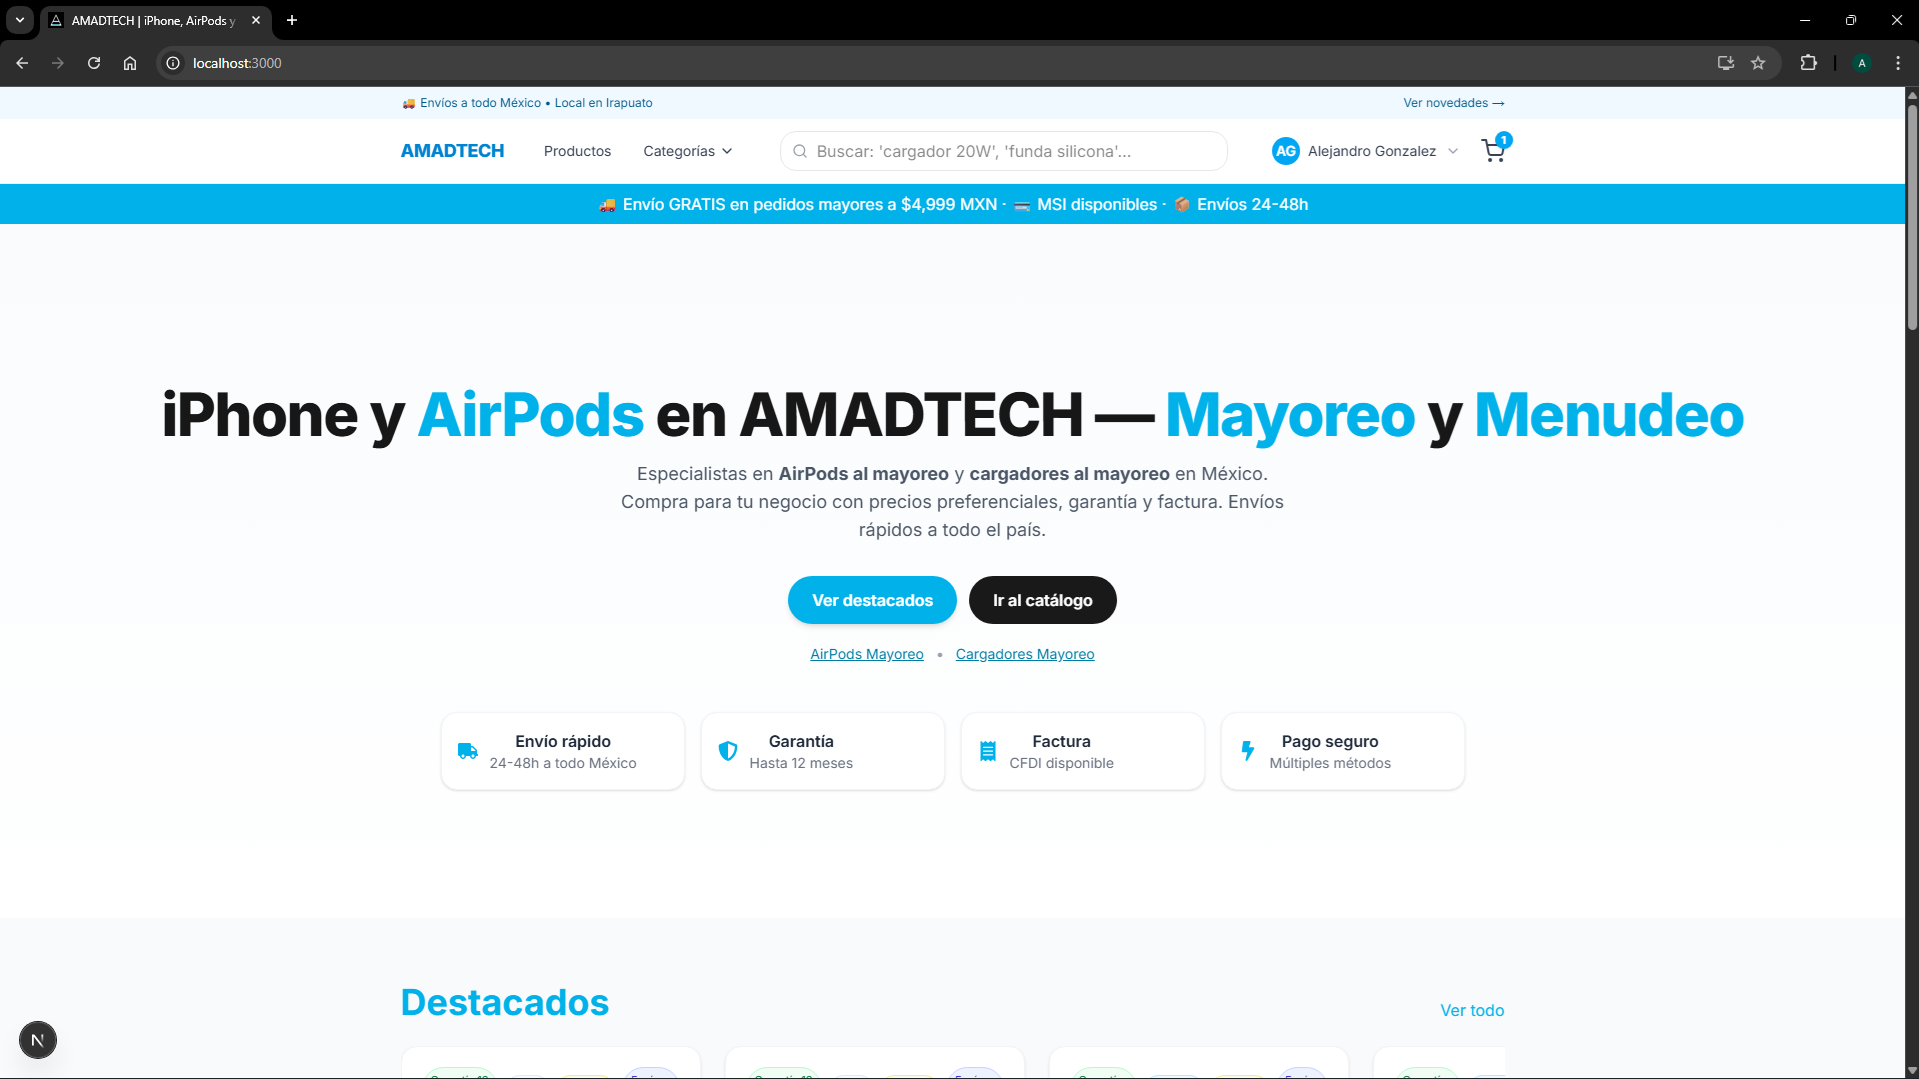 AMADTECH | iPhone, AirPods y
localhost:3000
Envíos a todo México • Local en Irapuato
Ver novedades →
AMADTECH
Productos
Categorías
Buscar: 'cargador 20W', 'funda silicona'...
AG
Alejandro Gonzalez
1
A
Envío GRATIS en pedidos mayores a $4,999 MXN · MSI disponibles · Envíos 24-48h
iPhone y AirPods en AMADTECH — Mayoreo y Menudeo
Especialistas en AirPods al mayoreo y cargadores al mayoreo en México.
Compra para tu negocio con precios preferenciales, garantía y factura. Envíos
rápidos a todo el país.
Ver destacados
Ir al catálogo
AirPods Mayoreo • Cargadores Mayoreo
Envío rápido
24-48h a todo México
Garantía
Hasta 12 meses
Factura
CFDI disponible
Pago seguro
Múltiples métodos
Destacados
Ver todo
N